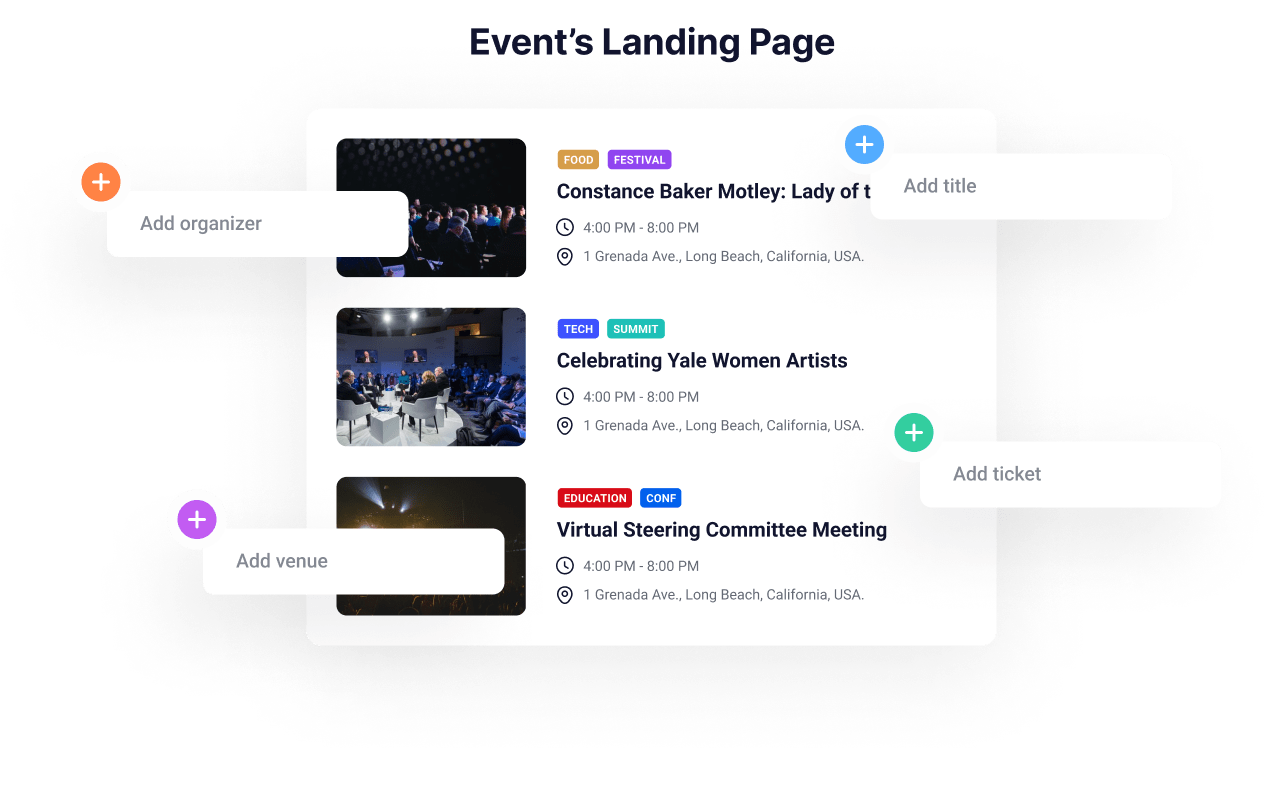 Event’s Landing Page
FOOD FESTIVAL
Constance Baker Motley: Lady of t
Add title
Add organizer
4:00 PM - 8:00 PM
1 Grenada Ave., Long Beach, California, USA.
TECH SUMMIT
Celebrating Yale Women Artists
4:00 PM - 8:00 PM
1 Grenada Ave., Long Beach, California, USA.
Add ticket
EDUCATION CONF
Virtual Steering Committee Meeting
Add venue
4:00 PM - 8:00 PM
1 Grenada Ave., Long Beach, California, USA.